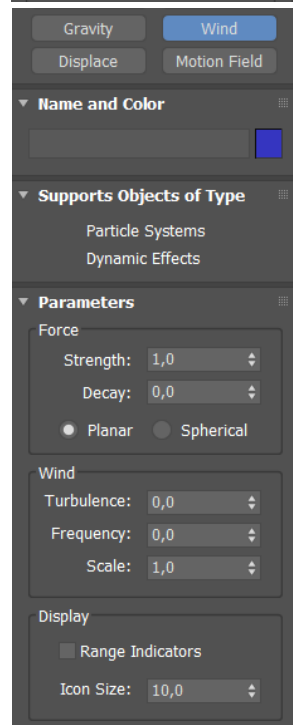 Gravity Wind
Displace Motion Field
Name and Color
Supports Objects of Type
Particle Systems
Dynamic Effects
Parameters
Force
Strength: 1,0
Decay: 0,0
Planar Spherical
Wind
Turbulence: 0,0
Frequency: 0,0
Scale: 1,0
Display
Range Indicators
Icon Size: 10,0